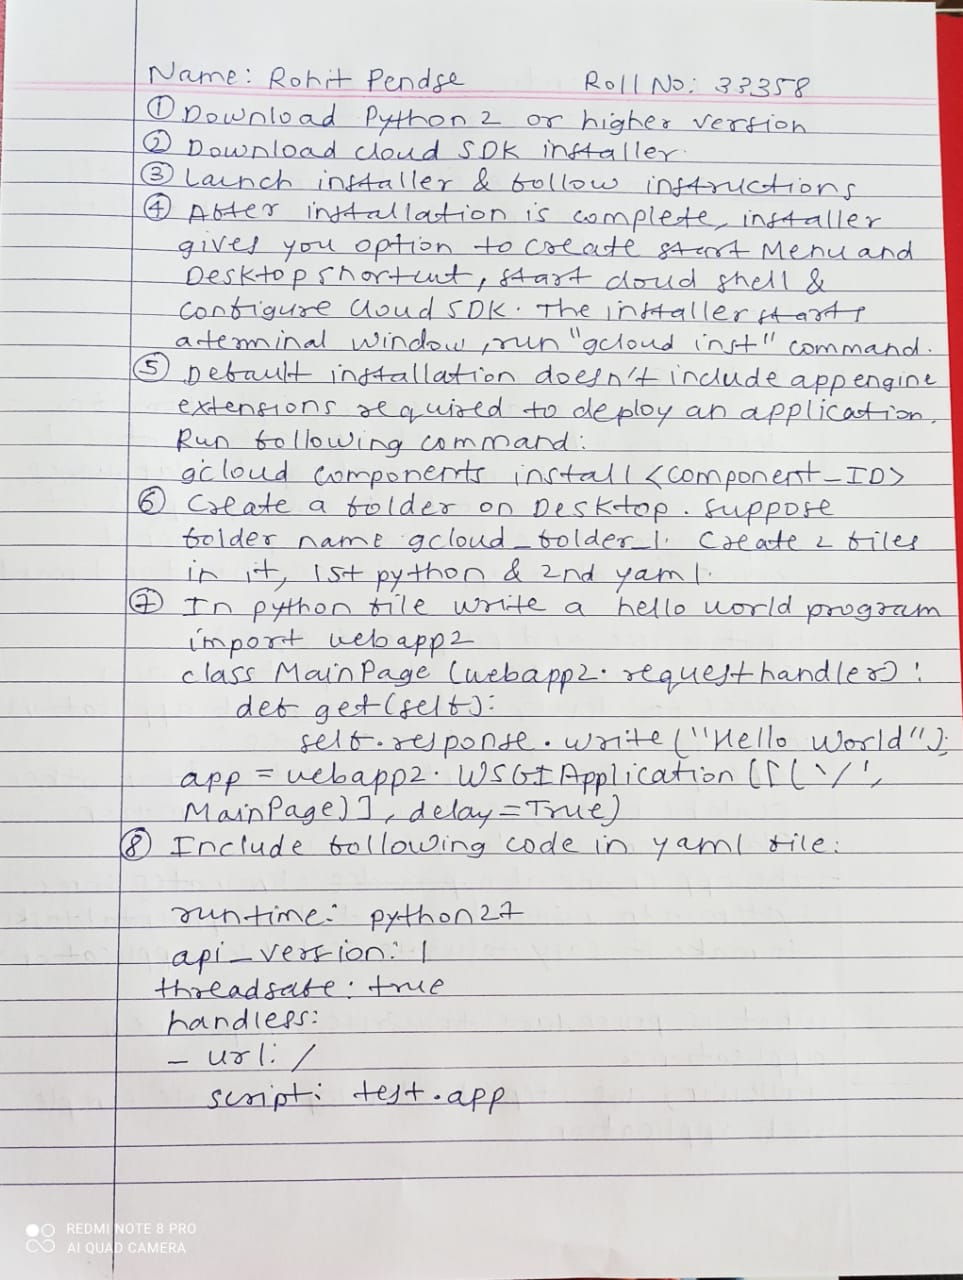 Name: Rohit Pendse Roll No: 33358
① Download Python 2 or higher version
② Download cloud SDK installer.
③ Launch installer & follow instructions
④ After installation is complete, installer
gives you option to create start Menu and
Desktop shortcut, start cloud shell &
configure cloud SDK. The installer starts
a terminal window, run "gcloud inst" command.
⑤ Default installation doesn't include app engine
extensions required to deploy an application.
Run following command:
gcloud components install <component_ID>
⑥ Create a folder on Desktop. Suppose
folder name gcloud_folder_1. Create 2 files
in it, 1st python & 2nd yaml.
⑦ In python file write a hello world program
import webapp2
class MainPage (webapp2.requesthandler):
def get(self):
self.response.write("Hello World");
app = webapp2.WSGIApplication([('/',
MainPage)], delay=True)
⑧ Include following code in yaml file:
runtime: python27
api_version: 1
threadsafe: true
handless:
- url: /
script: test.app
REDMI NOTE 8 PRO
AI QUAD CAMERA